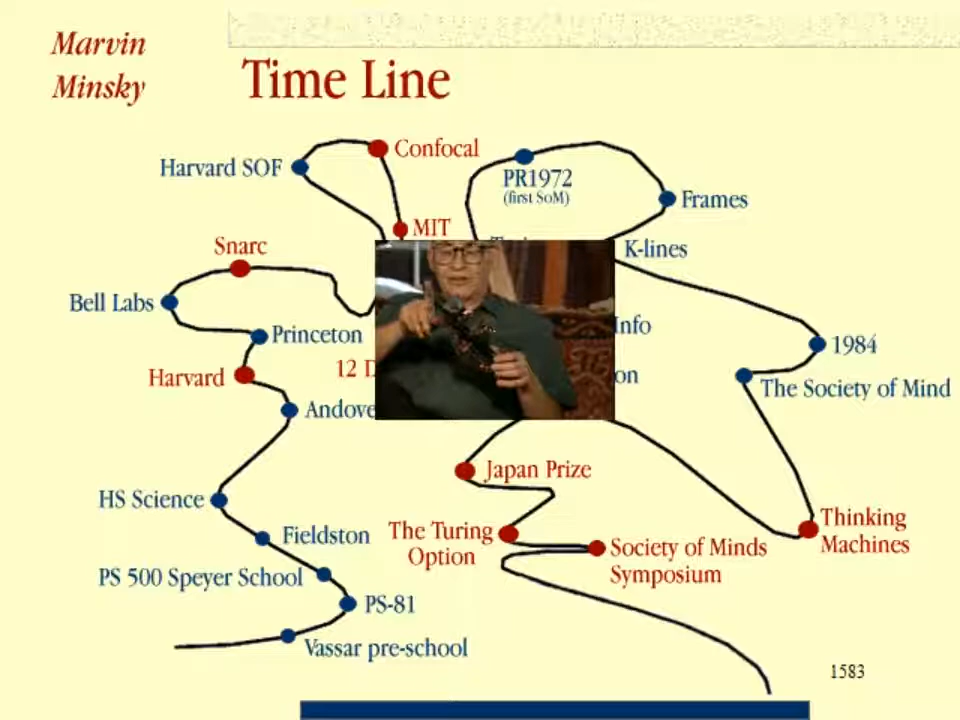 Marvin
Minsky
Time Line
Confocal
Harvard SOF
PR1972
(first SoM)
Frames
MIT
Snarc
K-lines
Bell Labs
Info
Princeton
1984
12
Harvard
The Society of Mind
Andove
Japan Prize
HS Science
The Turing
Option
Thinking
Machines
Fieldston
Society of Minds
Symposium
PS 500 Speyer School
PS-81
Vassar pre-school
1583